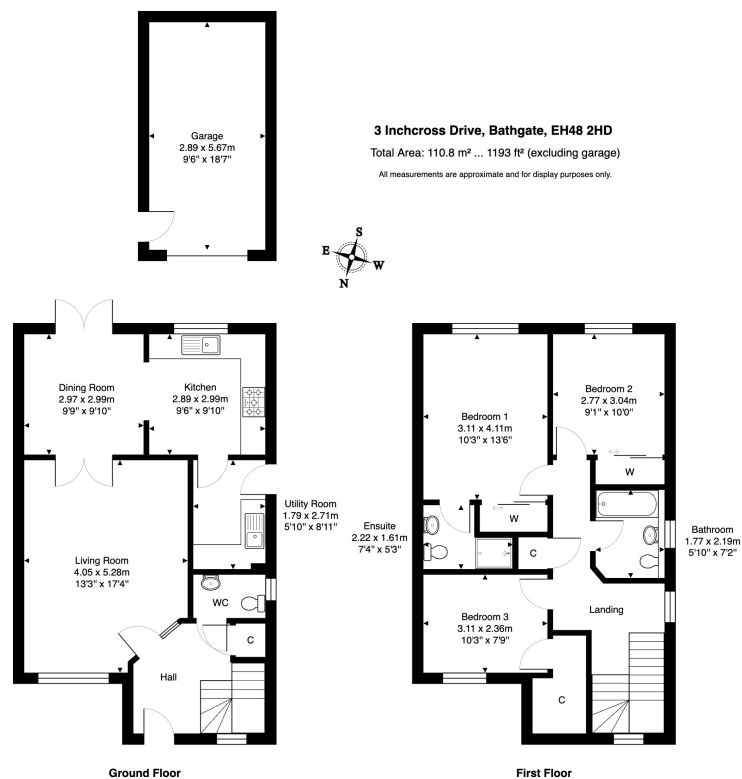 Garage
2.89 x 5.67m
9'6" x 18'7"
3 Inchcross Drive, Bathgate, EH48 2HD
Total Area: 110.8 m² ... 1193 ft² (excluding garage)
All measurements are approximate and for display purposes only.
S
E
W
N
Dining Room
2.97 x 2.99m
9'9" x 9'10"
Kitchen
2.89 x 2.99m
9'6" x 9'10"
Utility Room
1.79 x 2.71m
5'10" x 8'11"
Living Room
4.05 x 5.28m
13'3" x 17'4"
WC
C
Hall
Ground Floor
Bedroom 1
3.11 x 4.11m
10'3" x 13'6"
Bedroom 2
2.77 x 3.04m
9'1" x 10'0"
W
W
Ensuite
2.22 x 1.61m
7'4" x 5'3"
C
Bathroom
1.77 x 2.19m
5'10" x 7'2"
Bedroom 3
3.11 x 2.36m
10'3" x 7'9"
Landing
C
First Floor